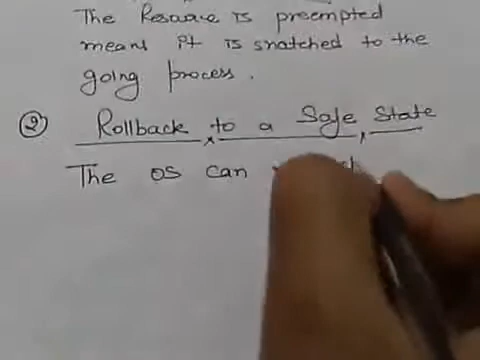 The Resource is preempted
means it is snatched to the
going process.
② Rollback to a Safe State
The OS can